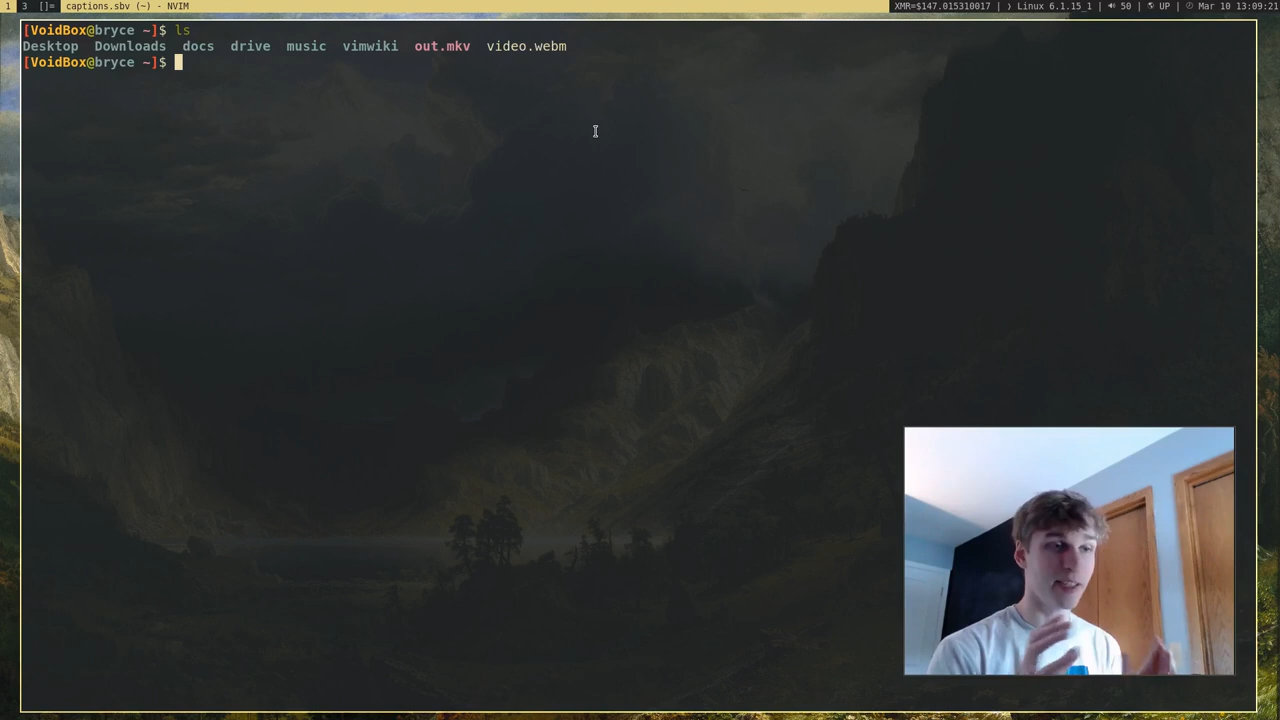 1 3 []= captions.sbv (~) - NVIM XMR=$147.015310017 | Linux 6.1.15_1 | 50 | UP | Mar 10 13:09:21
[VoidBox@bryce ~]$ ls
Desktop Downloads docs drive music vimwiki out.mkv video.webm
[VoidBox@bryce ~]$